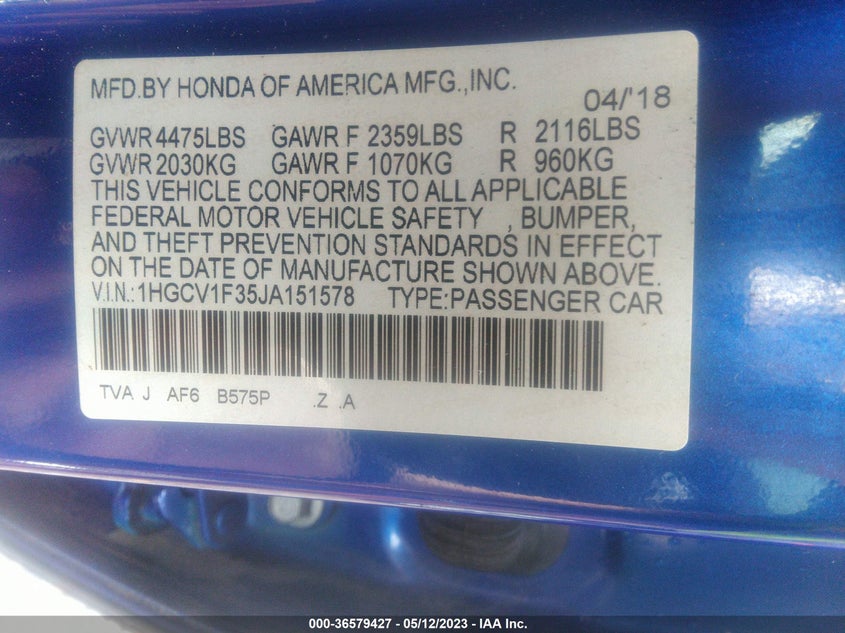 MFD.BY HONDA OF AMERICA MFG.,INC.
04/'18
GVWR 4475LBS GAWR F 2359LBS R 2116LBS
GVWR 2030KG GAWR F 1070KG R 960KG
THIS VEHICLE CONFORMS TO ALL APPLICABLE
FEDERAL MOTOR VEHICLE SAFETY , BUMPER,
AND THEFT PREVENTION STANDARDS IN EFFECT
ON THE DATE OF MANUFACTURE SHOWN ABOVE.
V.I.N.:1HGCV1F35JA151578 TYPE:PASSENGER CAR
TVA J AF6 B575P .Z .A
000-36579427 - 05/12/2023 - IAA Inc.